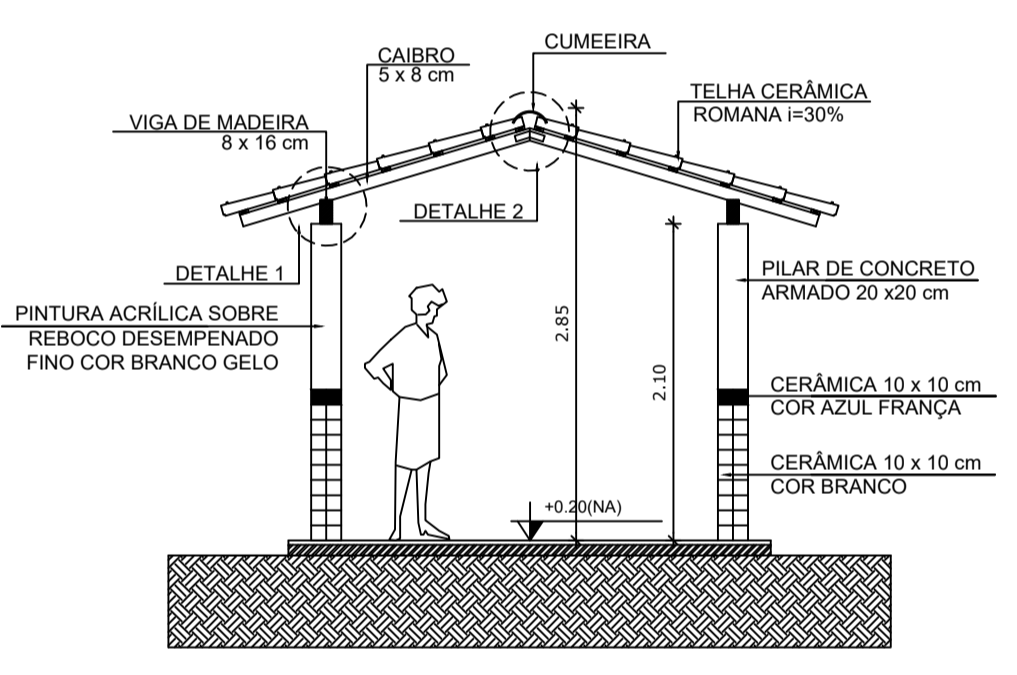 CUMEEIRA
CAIBRO
5 x 8 cm
TELHA CERÂMICA
ROMANA i=30%
VIGA DE MADEIRA
8 x 16 cm
DETALHE 2
DETALHE 1
PILAR DE CONCRETO
ARMADO 20 x20 cm
PINTURA ACRÍLICA SOBRE
REBOCO DESEMPENADO
FINO COR BRANCO GELO
2.85
2.10
CERÂMICA 10 x 10 cm
COR AZUL FRANÇA
CERÂMICA 10 x 10 cm
COR BRANCO
+0.20(NA)